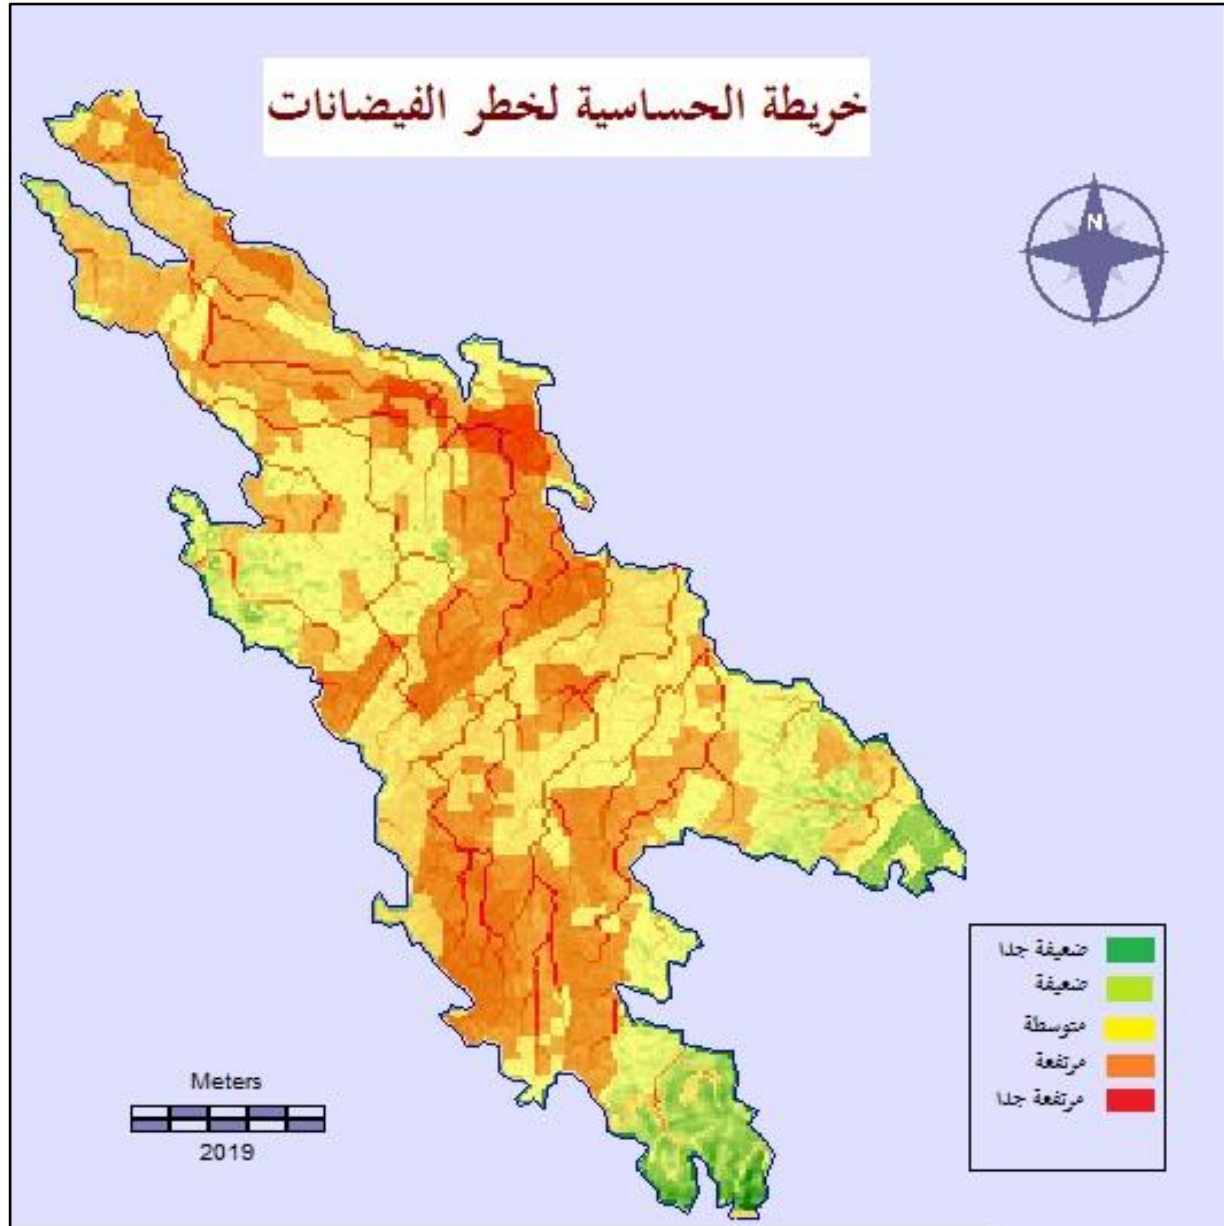 خريطة الحساسية لخطر الفيضانات
N
ضعيفة جدا
ضعيفة
متوسطة
مرتفعة
مرتفعة جدا
Meters
2019